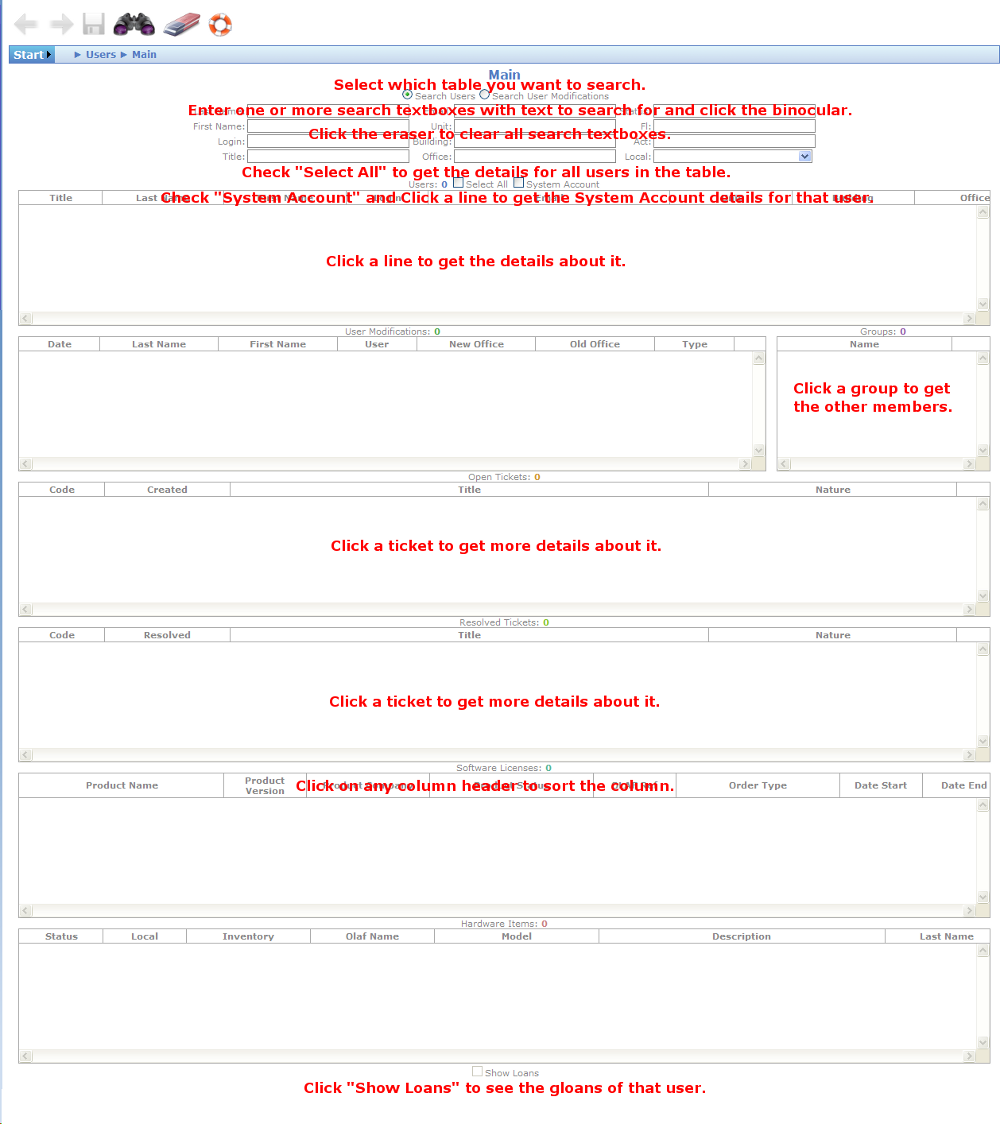 Start ▶ Users ▶ Main
Main
Select which table you want to search.
Search Users Search User Modifications
Enter one or more search textboxes with text to search for and click the binocular.
First Name: Unit: Fl:
Click the eraser to clear all search textboxes.
Login: Building: Act:
Title: Office: Local:
Check "Select All" to get the details for all users in the table.
Users: 0 Select All System Account
Check "System Account" and Click a line to get the System Account details for that user.
Title Last Name First Name Login Email Building Office
Click a line to get the details about it.
User Modifications: 0 Groups: 0
Date Last Name First Name User New Office Old Office Type Name
Click a group to get
the other members.
Open Tickets: 0
Code Created Title Nature
Click a ticket to get more details about it.
Resolved Tickets: 0
Code Resolved Title Nature
Click a ticket to get more details about it.
Software Licenses: 0
Product Name Product Version Product Company Order Type Date Start Date End
Click on any column header to sort the column.
Hardware Items: 0
Status Local Inventory Olaf Name Model Description Last Name
Show Loans
Click "Show Loans" to see the gloans of that user.